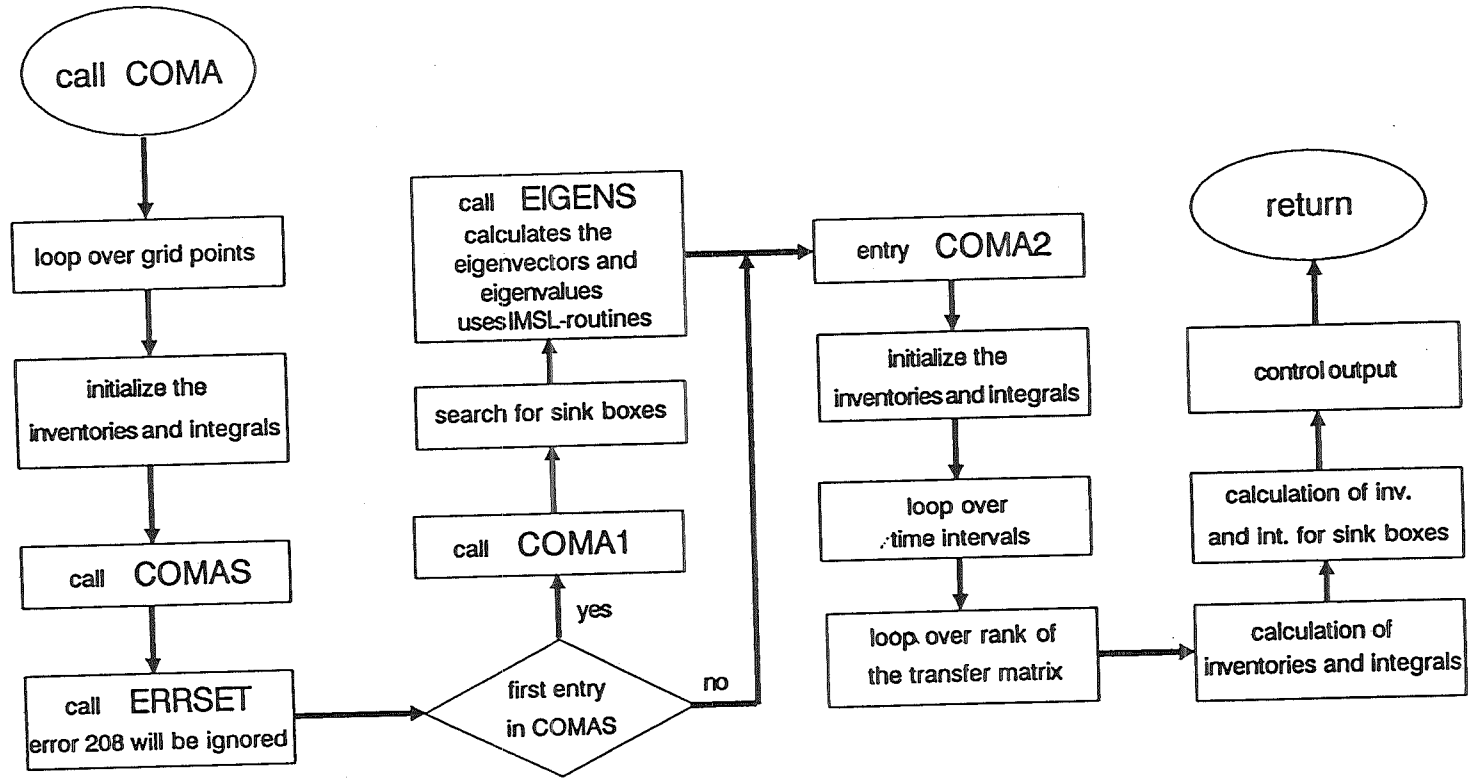 call COMA
loop over grid points
initialize the
inventories and integrals
call COMAS
call ERRSET
error 208 will be ignored
first entry
in COMAS
yes
no
call COMA1
search for sink boxes
call EIGENS
calculates the
eigenvectors and
eigenvalues
uses IMSL-routines
entry COMA2
initialize the
inventories and integrals
loop over
time intervals
loop over rank of
the transfer matrix
calculation of
inventories and integrals
calculation of inv.
and int. for sink boxes
control output
return